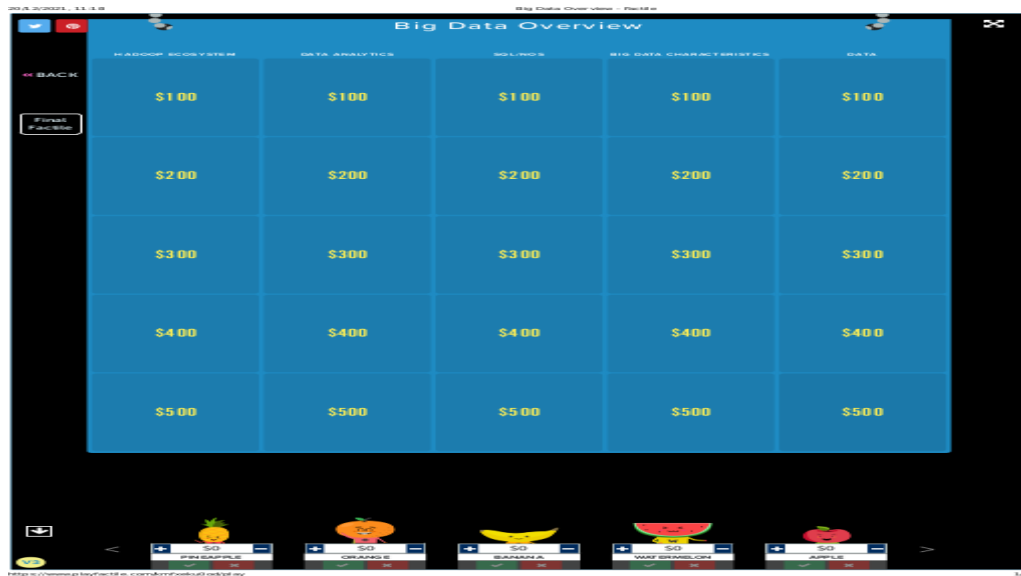 20/12/2021, 11:18 Big Data Overview - Factile
Big Data Overview
HADOOP ECOSYSTEM DATA ANALYTICS BIG DATA CHARACTERISTICS DATA
BACK
$100 $100 $100 $100 $100
Final
Factile
$200 $200 $200 $200 $200
$300 $300 $300 $300 $300
$400 $400 $400 $400 $400
$500 $500 $500 $500 $500
$0 $0 $0 $0 $0
PINEAPPLE ORANGE BANANA WATERMELON APPLE
V3